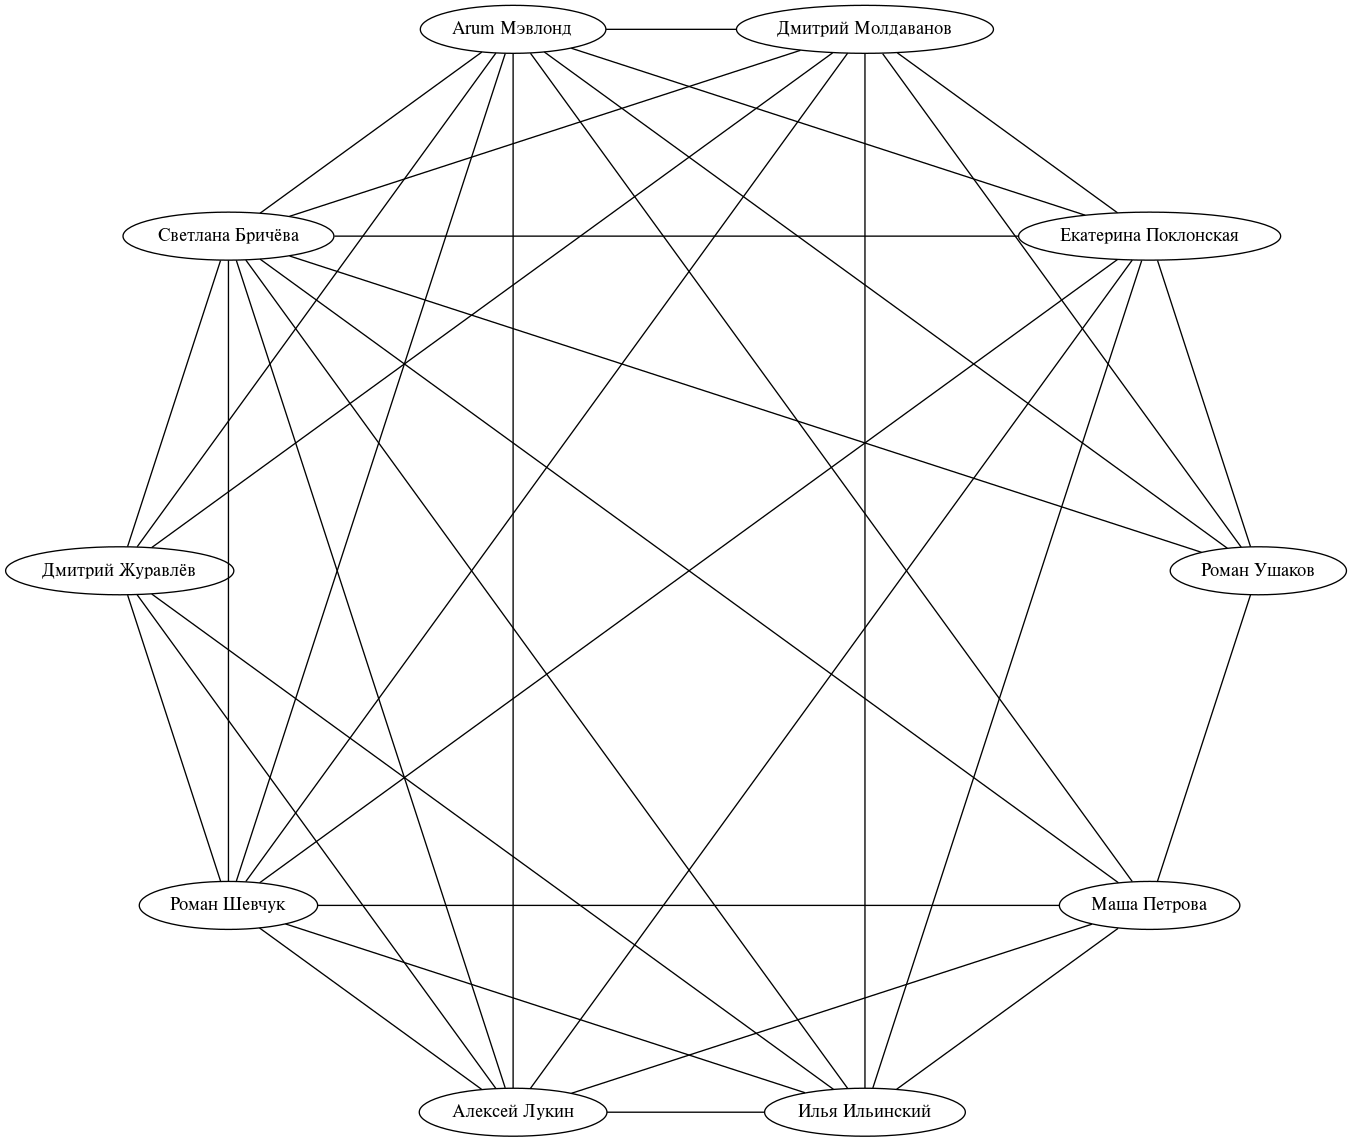 Arum Мэвлонд
Дмитрий Молдаванов
Светлана Бричёва
Екатерина Поклонская
Дмитрий Журавлёв
Роман Ушаков
Роман Шевчук
Маша Петрова
Алексей Лукин
Илья Ильинский